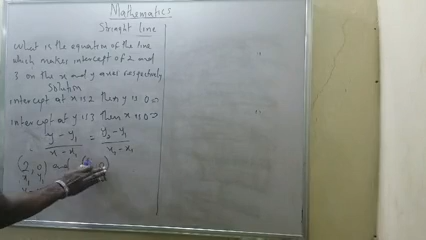 Mathematics
Straight line
What is the equation of the line
which makes intercept of 2 and
3 on the x and y axes respectively
Solution
intercept at x is 2 then y is 0
intercept at y is 3 then x is 0
y - y₁ = y₂ - y₁
x - x₁ x₂ - x₁
(2, 0) and
x₁ y₁